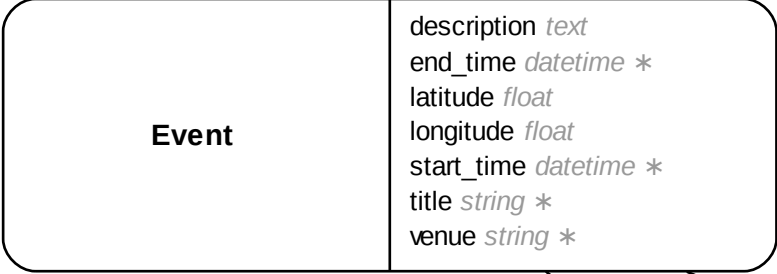 Event
description text
end_time datetime ∗
latitude float
longitude float
start_time datetime ∗
title string ∗
venue string ∗